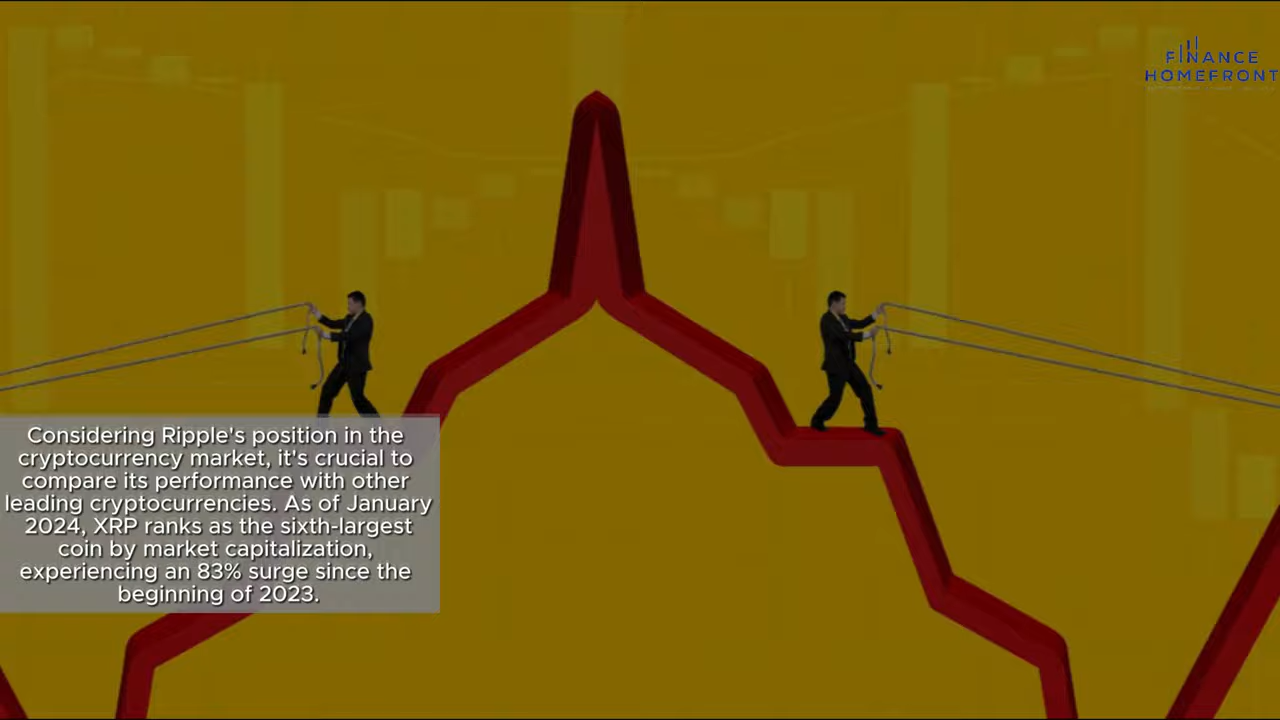 FINANCE
HOMEFRONT
Considering Ripple's position in the
cryptocurrency market, it's crucial to
compare its performance with other
leading cryptocurrencies. As of January
2024, XRP ranks as the sixth-largest
coin by market capitalization,
experiencing an 83% surge since the
beginning of 2023.